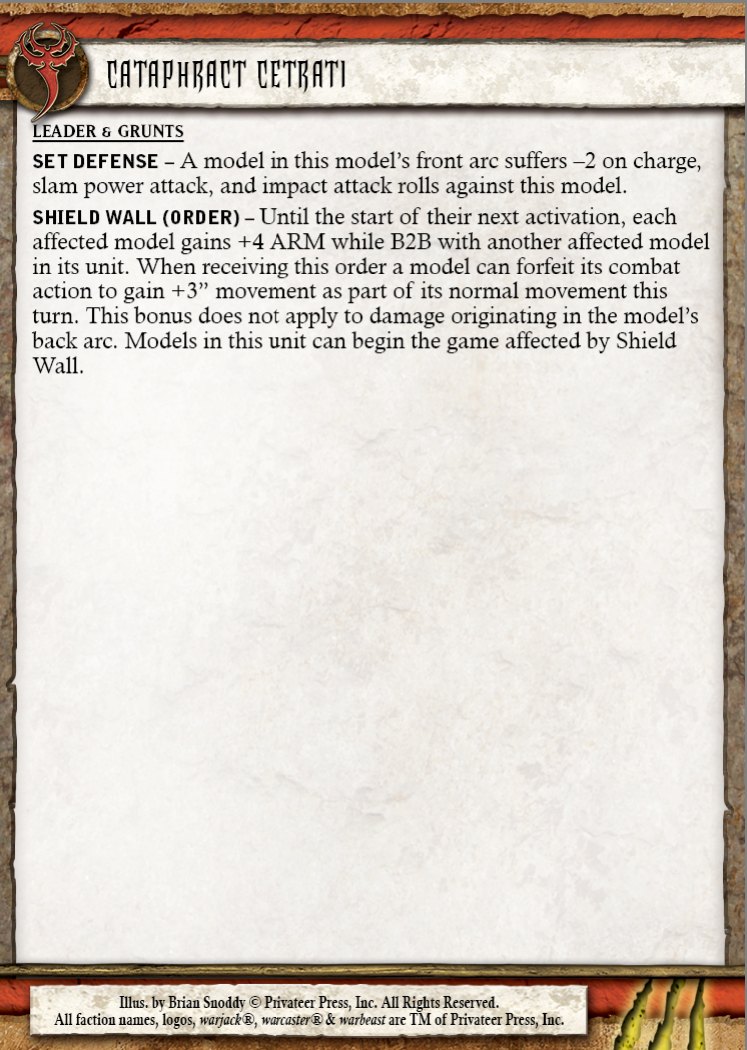 CATAPHRACT CETRATI
LEADER & GRUNTS
SET DEFENSE – A model in this model’s front arc suffers –2 on charge,
slam power attack, and impact attack rolls against this model.
SHIELD WALL (ORDER) – Until the start of their next activation, each
affected model gains +4 ARM while B2B with another affected model
in its unit. When receiving this order a model can forfeit its combat
action to gain +3” movement as part of its normal movement this
turn. This bonus does not apply to damage originating in the model’s
back arc. Models in this unit can begin the game affected by Shield
Wall.
Illus. by Brian Snoddy © Privateer Press, Inc. All Rights Reserved.
All faction names, logos, warjack®, warcaster® & warbeast are TM of Privateer Press, Inc.